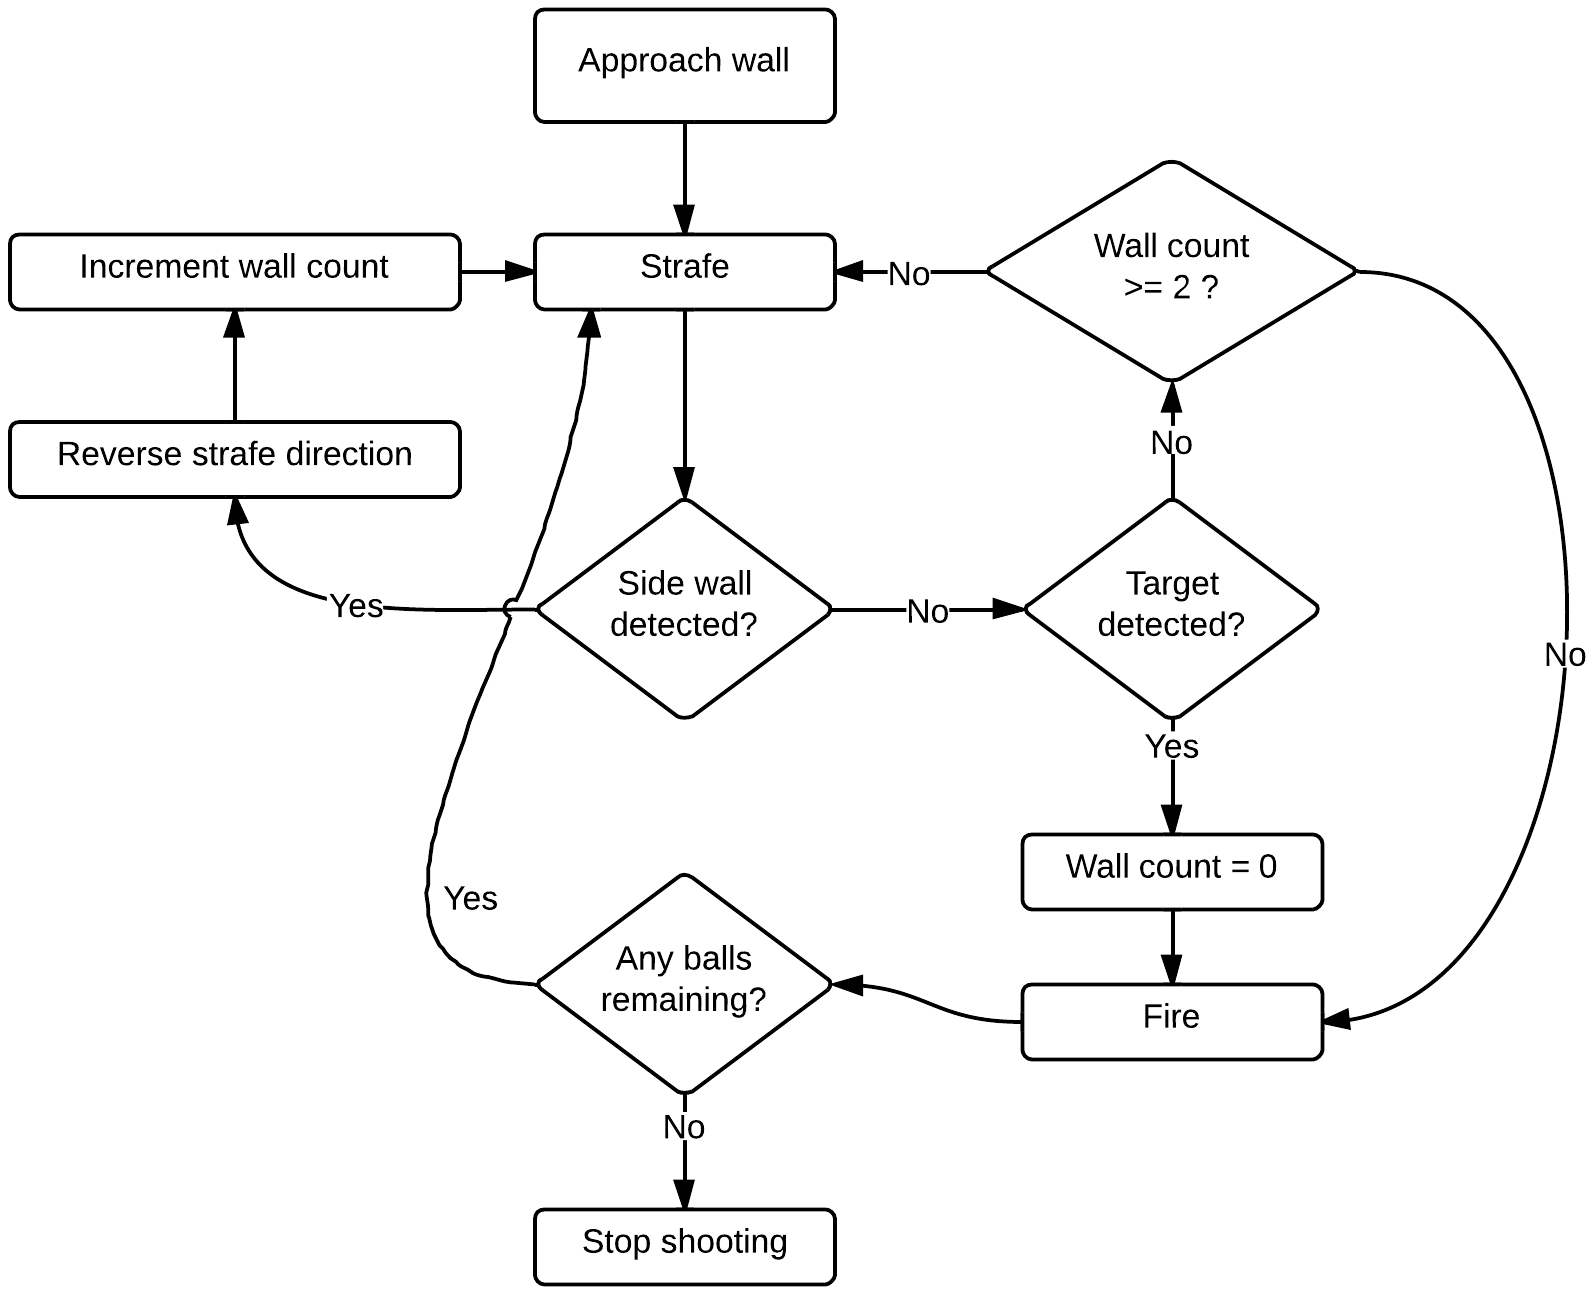 Approach wall
Wall count
>= 2 ?
Increment wall count
Strafe
No
No
Reverse strafe direction
Side wall
detected?
Target
detected?
Yes
No
No
Yes
Wall count = 0
Yes
Any balls
remaining?
Fire
No
Stop shooting